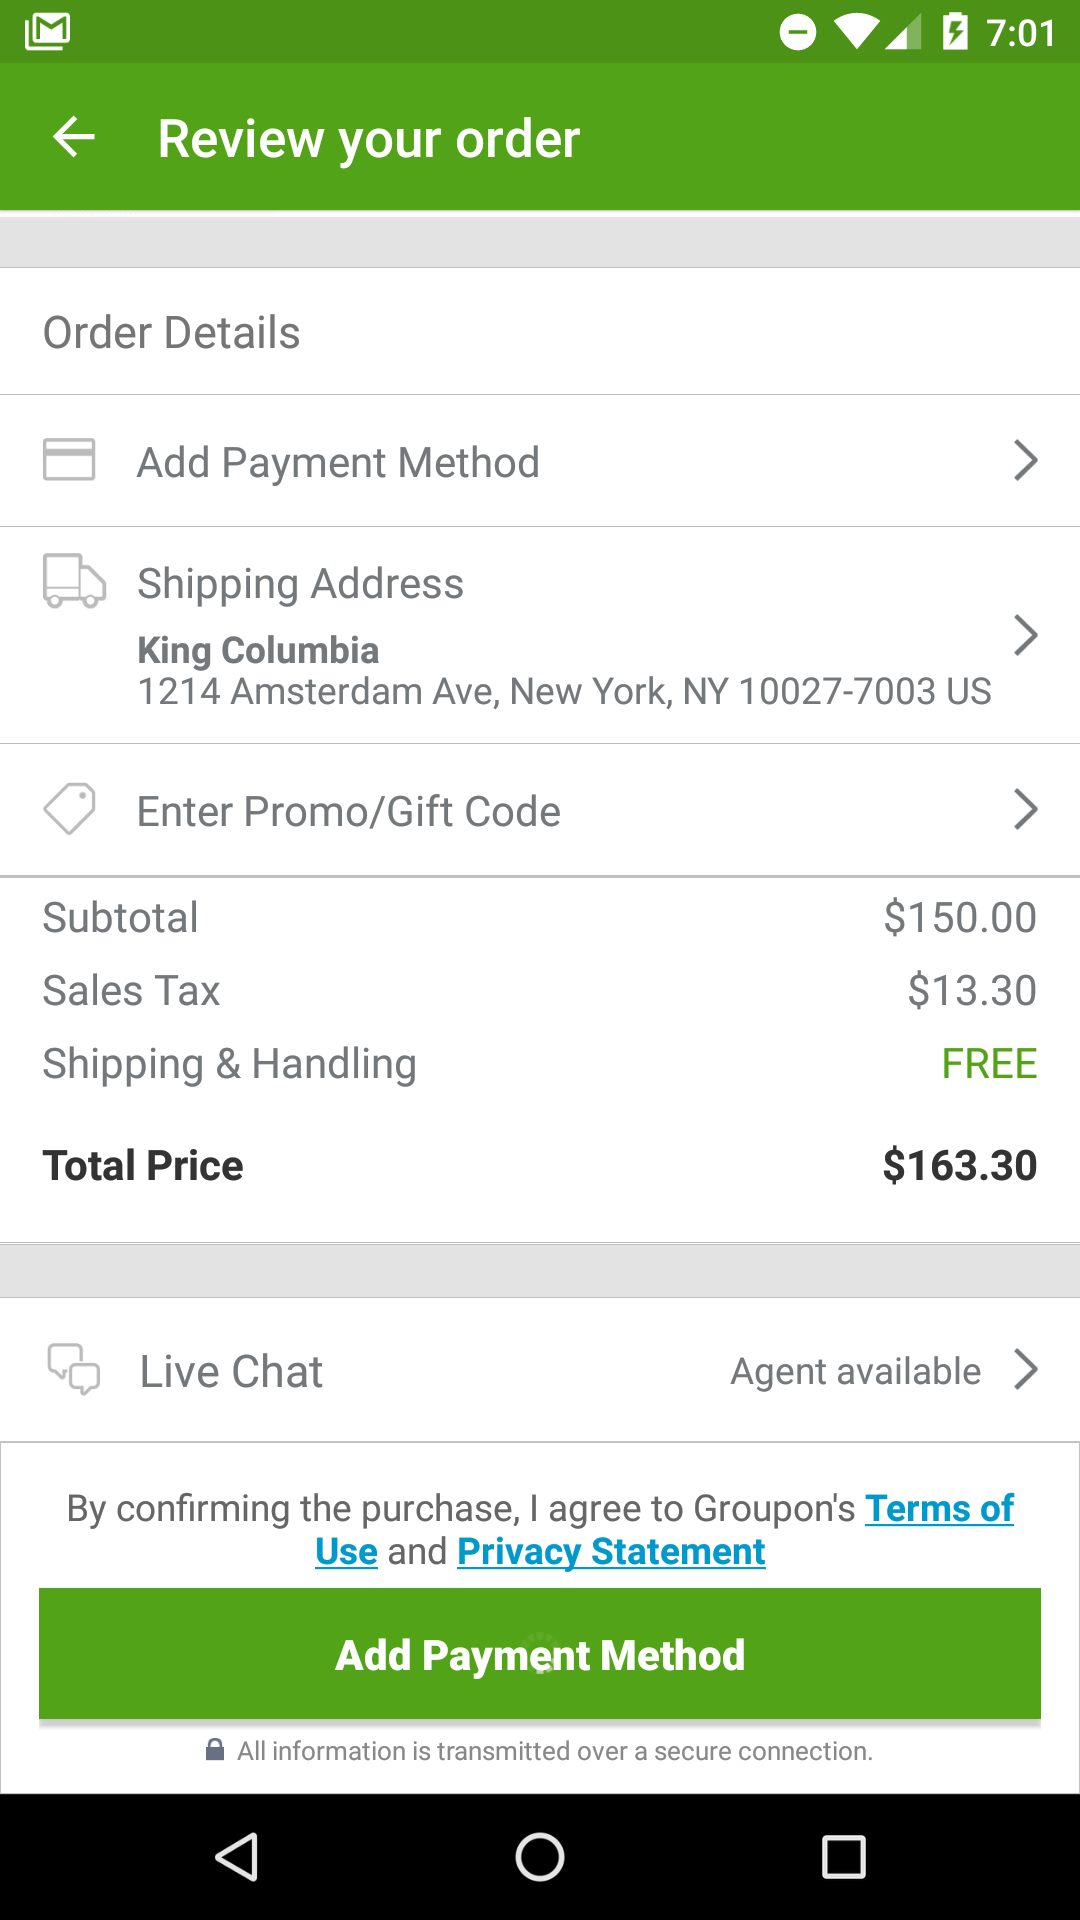 7:01
Review your order
Order Details
Add Payment Method
Shipping Address
King Columbia
1214 Amsterdam Ave, New York, NY 10027-7003 US
Enter Promo/Gift Code
Subtotal $150.00
Sales Tax $13.30
Shipping & Handling FREE
Total Price $163.30
Live Chat Agent available
By confirming the purchase, I agree to Groupon's Terms of
Use and Privacy Statement
Add Payment Method
All information is transmitted over a secure connection.